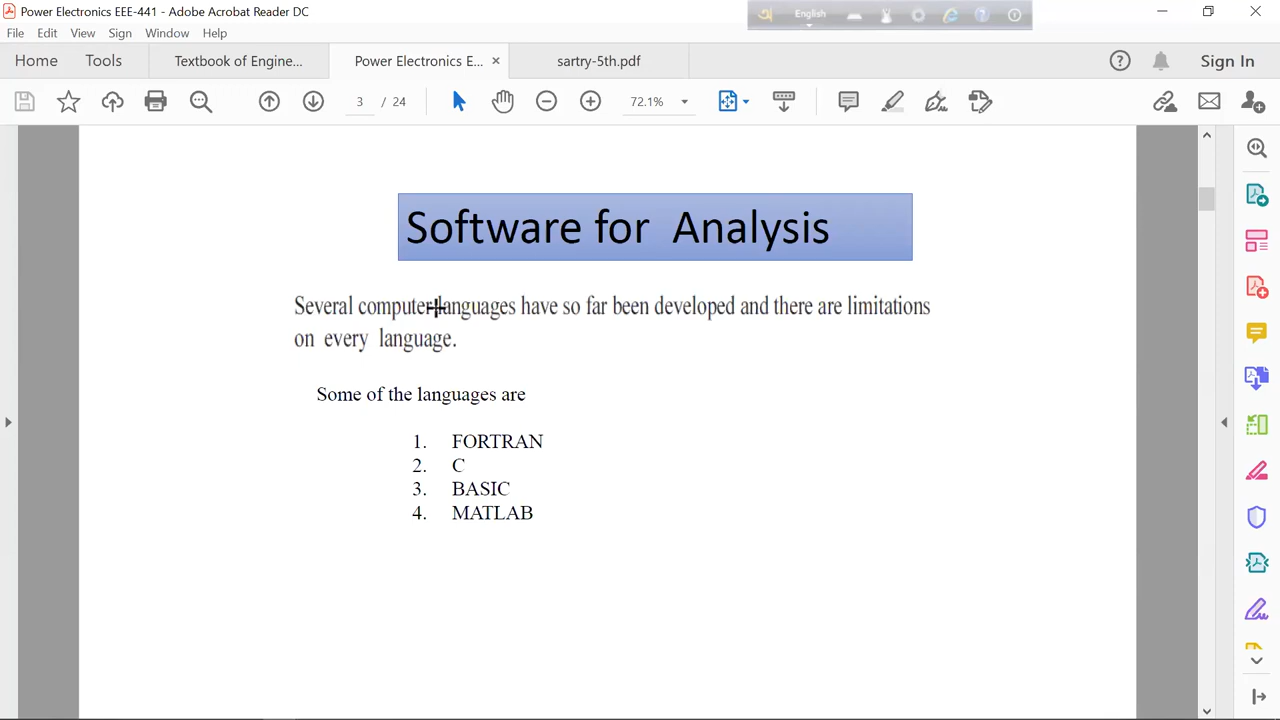 Power Electronics EEE-441 - Adobe Acrobat Reader DC
English
File Edit View Sign Window Help
Home Tools Textbook of Engine... Power Electronics E... sartry-5th.pdf Sign In
3 / 24 72.1%
Software for Analysis
Several computer languages have so far been developed and there are limitations
on every language.
Some of the languages are
1. FORTRAN
2. C
3. BASIC
4. MATLAB